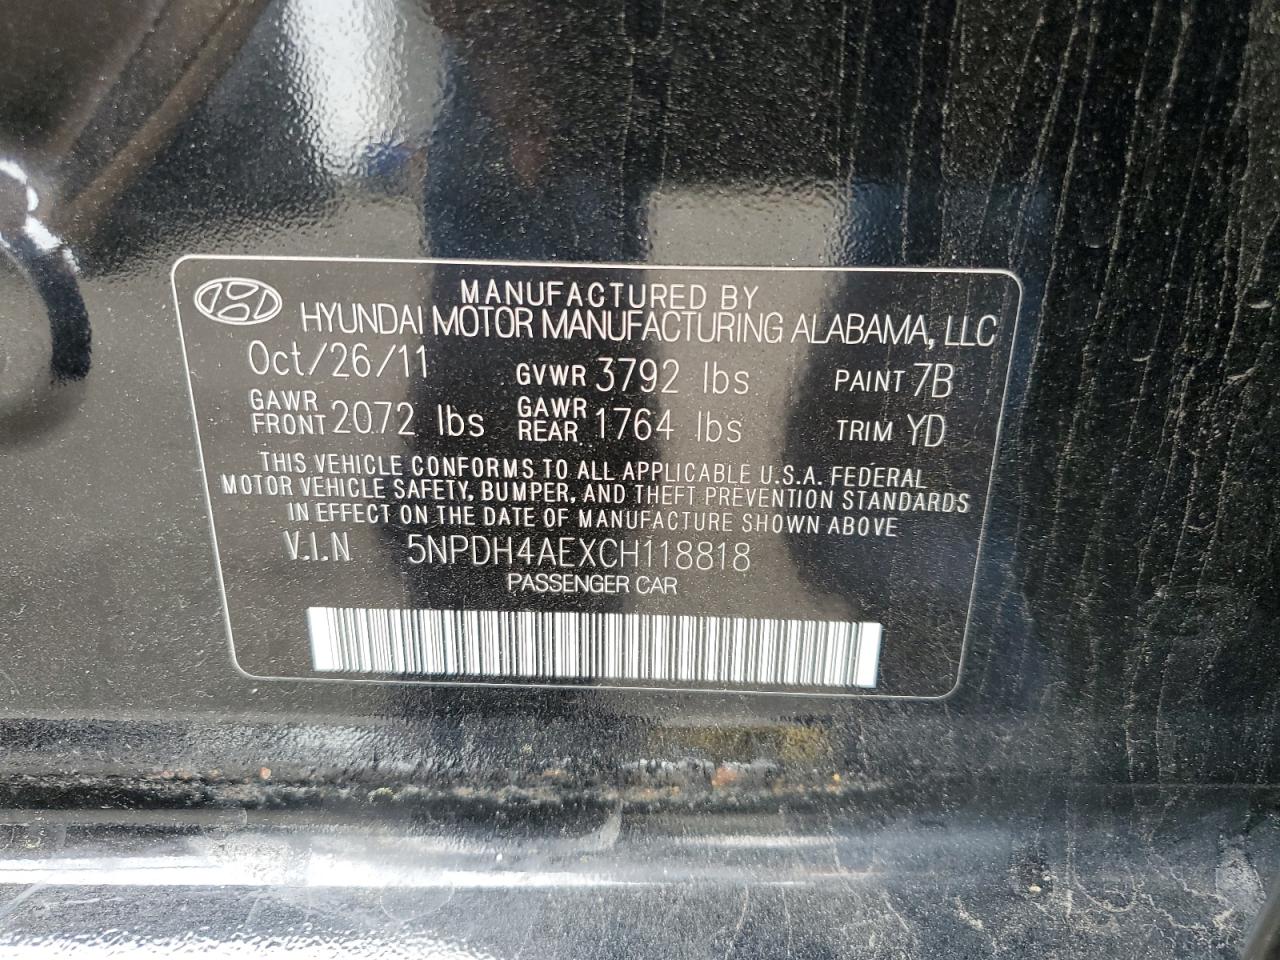 MANUFACTURED BY
HYUNDAI MOTOR MANUFACTURING ALABAMA, LLC
Oct/26/11 GVWR 3792 lbs PAINT 7B
GAWR FRONT 2072 lbs GAWR REAR 1764 lbs TRIM YD
THIS VEHICLE CONFORMS TO ALL APPLICABLE U.S.A. FEDERAL
MOTOR VEHICLE SAFETY, BUMPER, AND THEFT PREVENTION STANDARDS
IN EFFECT ON THE DATE OF MANUFACTURE SHOWN ABOVE
V.I.N 5NPDH4AEXCH118818
PASSENGER CAR